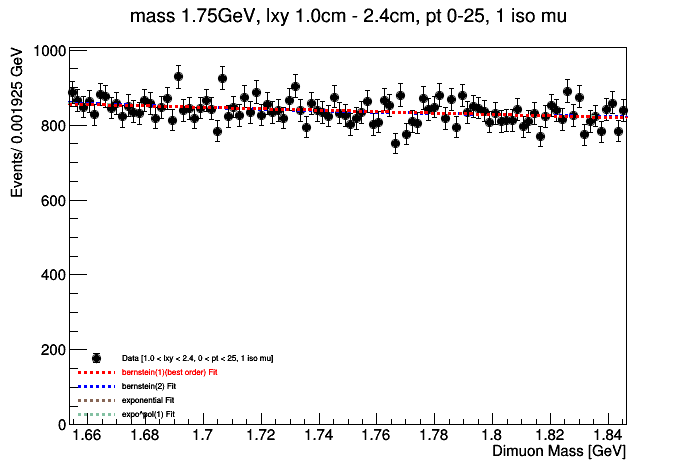 mass 1.75GeV, lxy 1.0cm - 2.4cm, pt 0-25, 1 iso mu
Events/ 0.001925 GeV
1000
800
600
400
200
0
Data [1.0 < lxy < 2.4, 0 < pt < 25, 1 iso mu]
bernstein(1)(best order) Fit
bernstein(2) Fit
exponential Fit
expo*pol(1) Fit
1.66 1.68 1.7 1.72 1.74 1.76 1.78 1.8 1.82 1.84
Dimuon Mass [GeV]